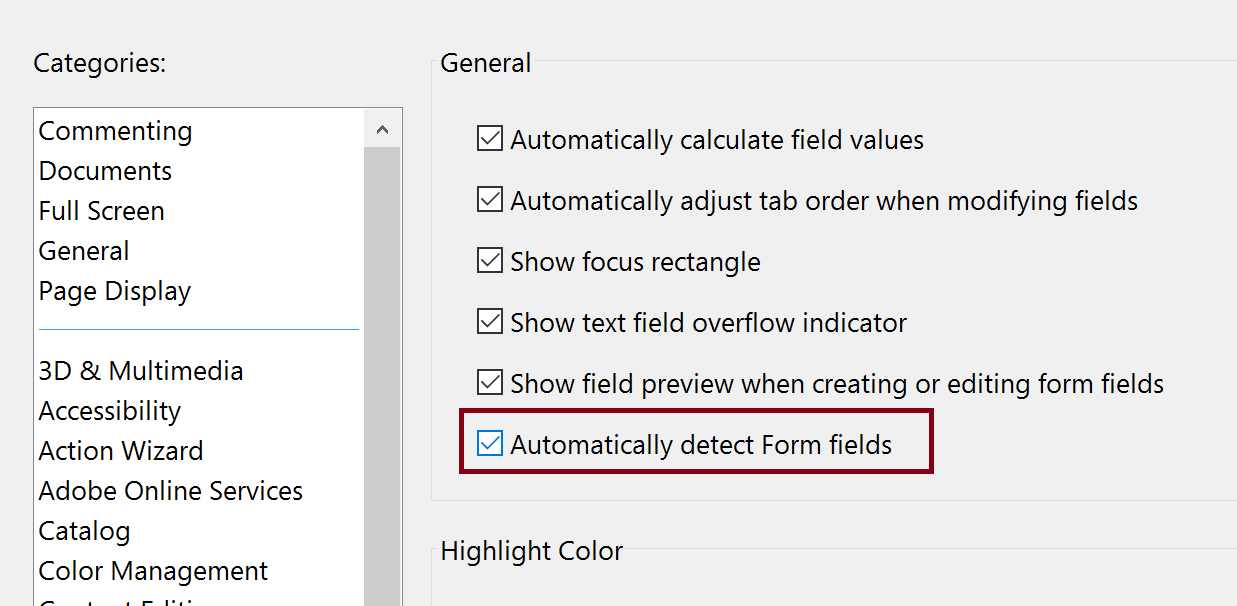 Categories:
Commenting
Documents
Full Screen
General
Page Display
3D & Multimedia
Accessibility
Action Wizard
Adobe Online Services
Catalog
Color Management
General
Automatically calculate field values
Automatically adjust tab order when modifying fields
Show focus rectangle
Show text field overflow indicator
Show field preview when creating or editing form fields
Automatically detect Form fields
Highlight Color